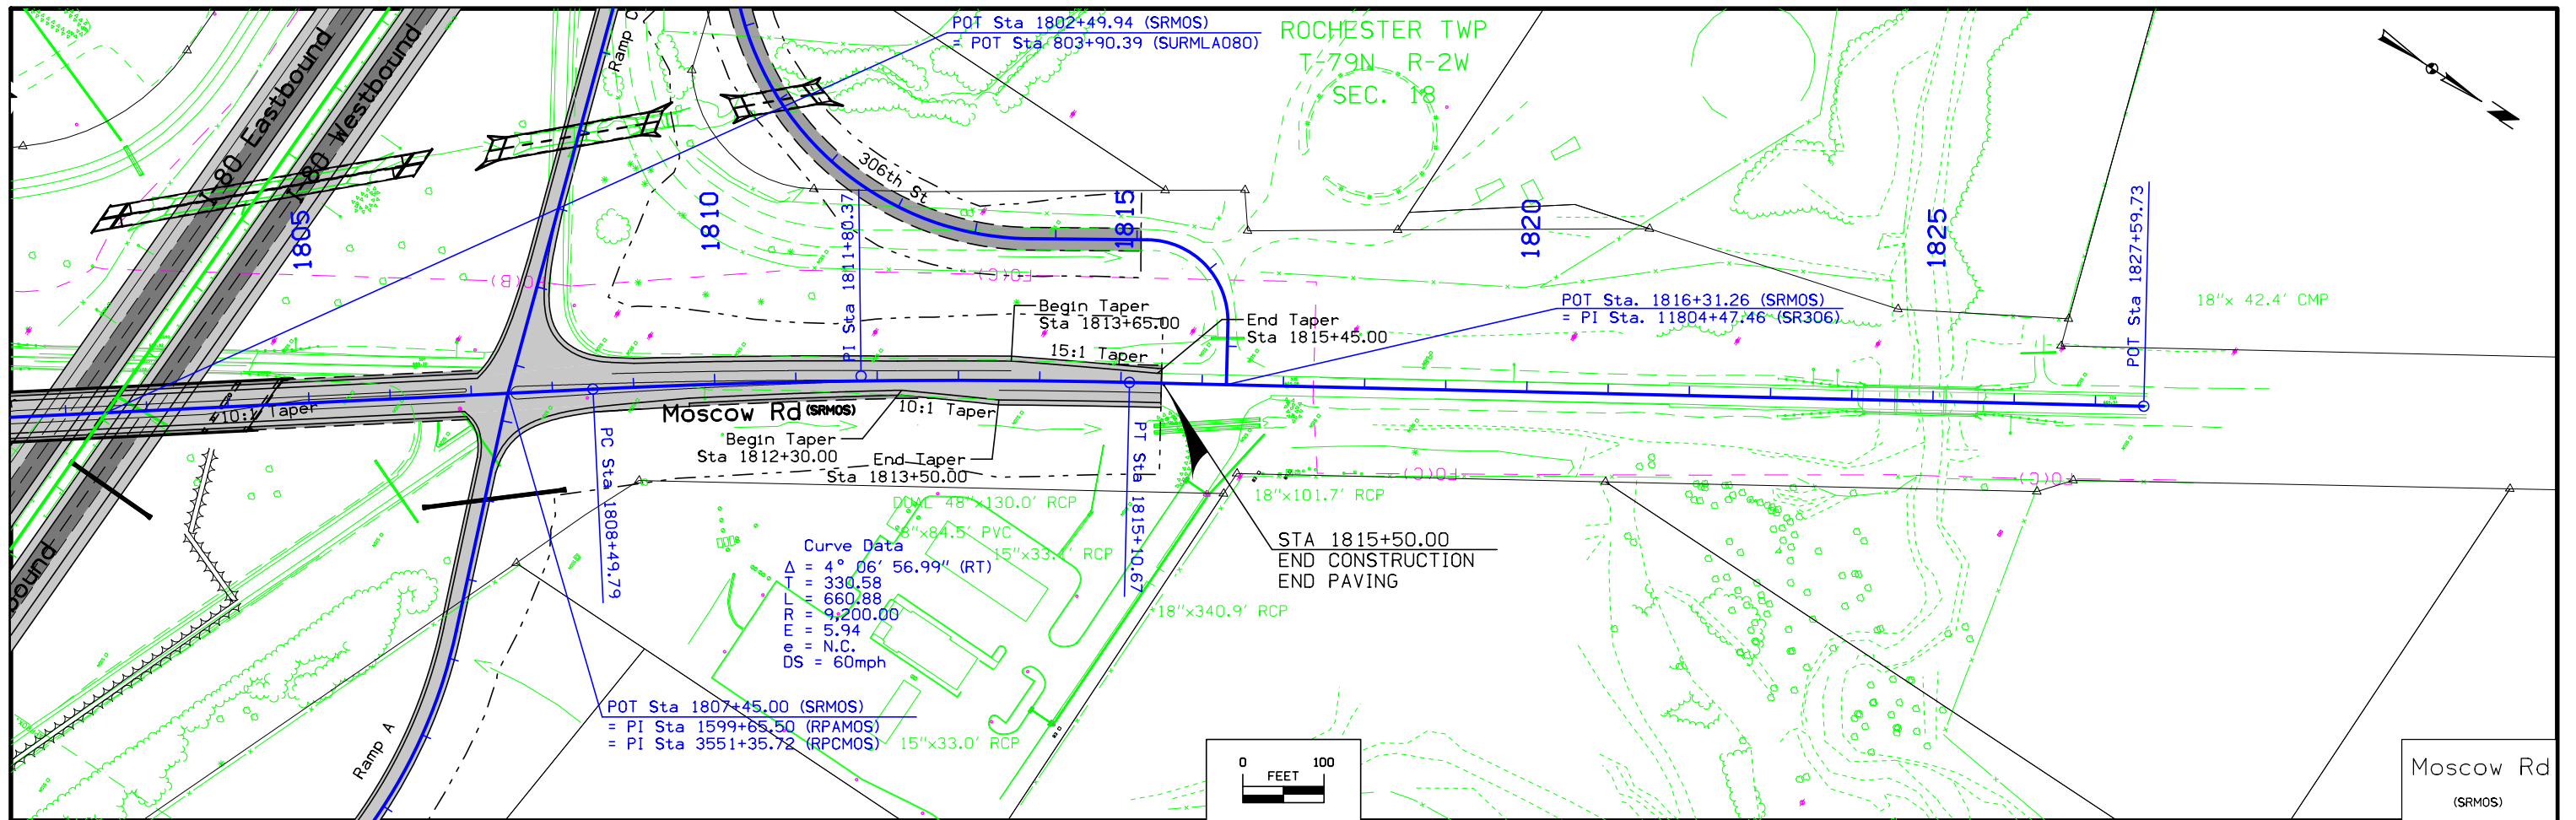 POT Sta 1802+49.94 (SRMOS)
= POT Sta 803+90.39 (SURMLA080)
ROCHESTER TWP
T-79N R-2W
SEC. 18
Ramp C
I-80 Eastbound
I-80 Westbound
306th St
1805
1810
1815
1820
1825
PI Sta 1811+80.37
POT Sta 1827+59.73
FO(B)
FO(C)
18"x 42.4' CMP
Begin Taper
Sta 1813+65.00
15:1 Taper
End Taper
Sta 1815+45.00
POT Sta. 1816+31.26 (SRMOS)
= PI Sta. 11804+47.46 (SR306)
10:1 Taper
Moscow Rd (SRMOS)
10:1 Taper
Begin Taper
Sta 1812+30.00
End Taper
Sta 1813+50.00
PC Sta 1808+49.79
PT Sta 1815+10.67
FO(C)
FO(C)
DUAL 48"x130.0' RCP
18"x101.7' RCP
8"x84.5' PVC
15"x33.4' RCP
Curve Data
Δ = 4° 06' 56.99" (RT)
T = 330.58
L = 660.88
R = 9,200.00
E = 5.94
e = N.C.
DS = 60mph
STA 1815+50.00
END CONSTRUCTION
END PAVING
18"x340.9' RCP
bound
POT Sta 1807+45.00 (SRMOS)
= PI Sta 1599+65.50 (RPAMOS)
= PI Sta 3551+35.72 (RPCMOS)
15"x33.0' RCP
Ramp A
0 100
FEET
Moscow Rd
(SRMOS)
N